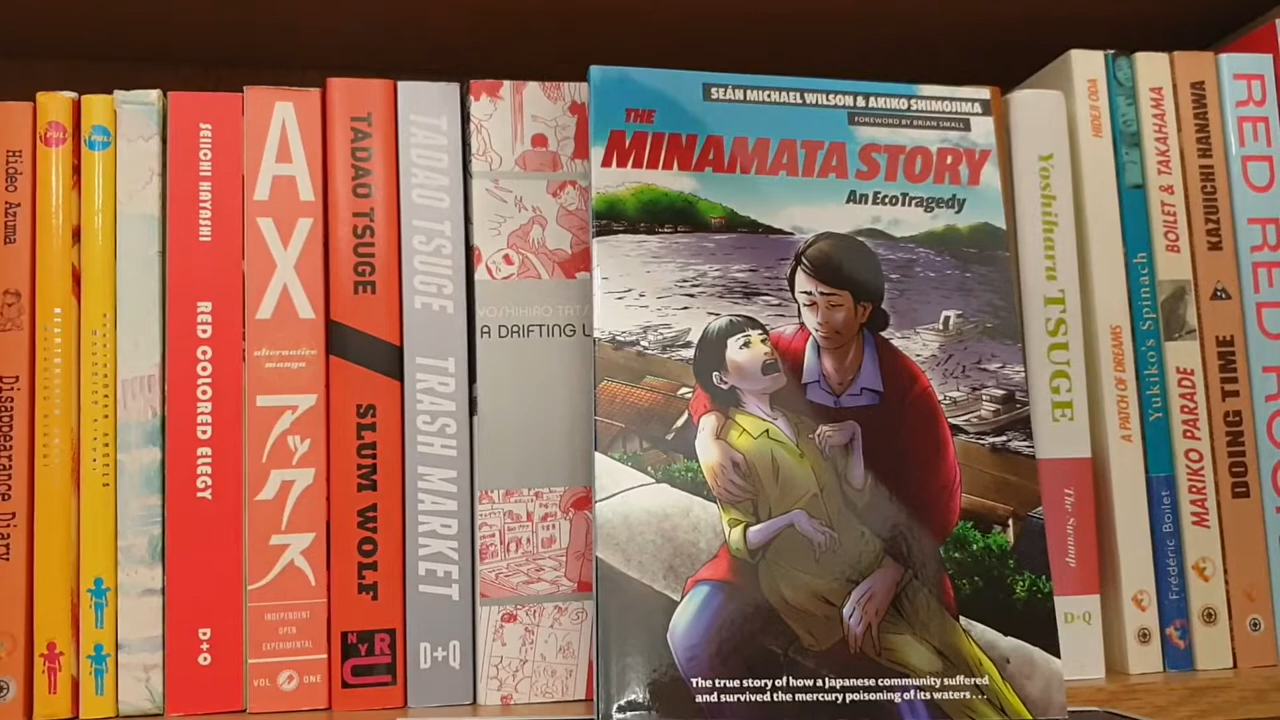 Hideo Azuma
Disappearance Diary
PULP
PULP
SEIICHI HAYASHI
RED COLORED ELEGY
D+Q
AX
alternative
manga
アックス
INDEPENDENT
OPEN
EXPERIMENTAL
VOL ONE
TADAO TSUGE
SLUM WOLF
NYR
TADAO TSUGE
TRASH MARKET
D+Q
YOSHIHIRO TATS
A DRIFTING L
SEÁN MICHAEL WILSON & AKIKO SHIMOJIMA
FOREWORD BY BRIAN SMALL
THE
MINAMATA STORY
An EcoTragedy
The true story of how a Japanese community suffered
and survived the mercury poisoning of its waters . . .
Yoshiharu TSUGE
The Swamp
D+Q
HIDEJI ODA
A PATCH OF DREAMS
Yukiko's Spinach
Frédéric Boilet
BOILET & TAKAHAMA
MARIKO PARADE
KAZUICHI HANAWA
DOING TIME
RED RED